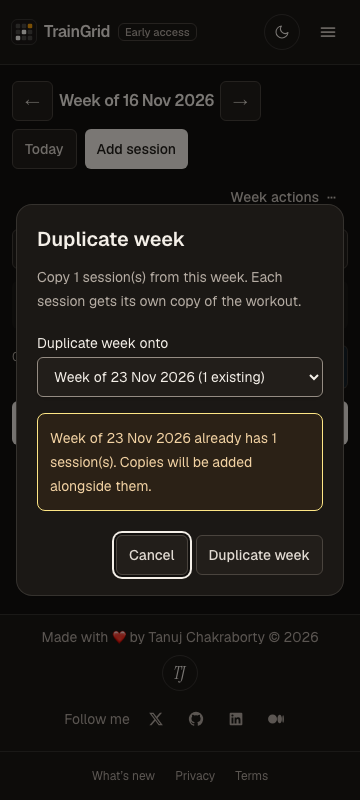 TrainGrid
Early access
← Week of 16 Nov 2026 →
Today
Add session
Week actions ···
Duplicate week
Copy 1 session(s) from this week. Each
session gets its own copy of the workout.
Duplicate week onto
Week of 23 Nov 2026 (1 existing)
Week of 23 Nov 2026 already has 1
session(s). Copies will be added
alongside them.
Cancel
Duplicate week
Made with ❤️ by Tanuj Chakraborty © 2026
TJ
Follow me
What's new
Privacy
Terms